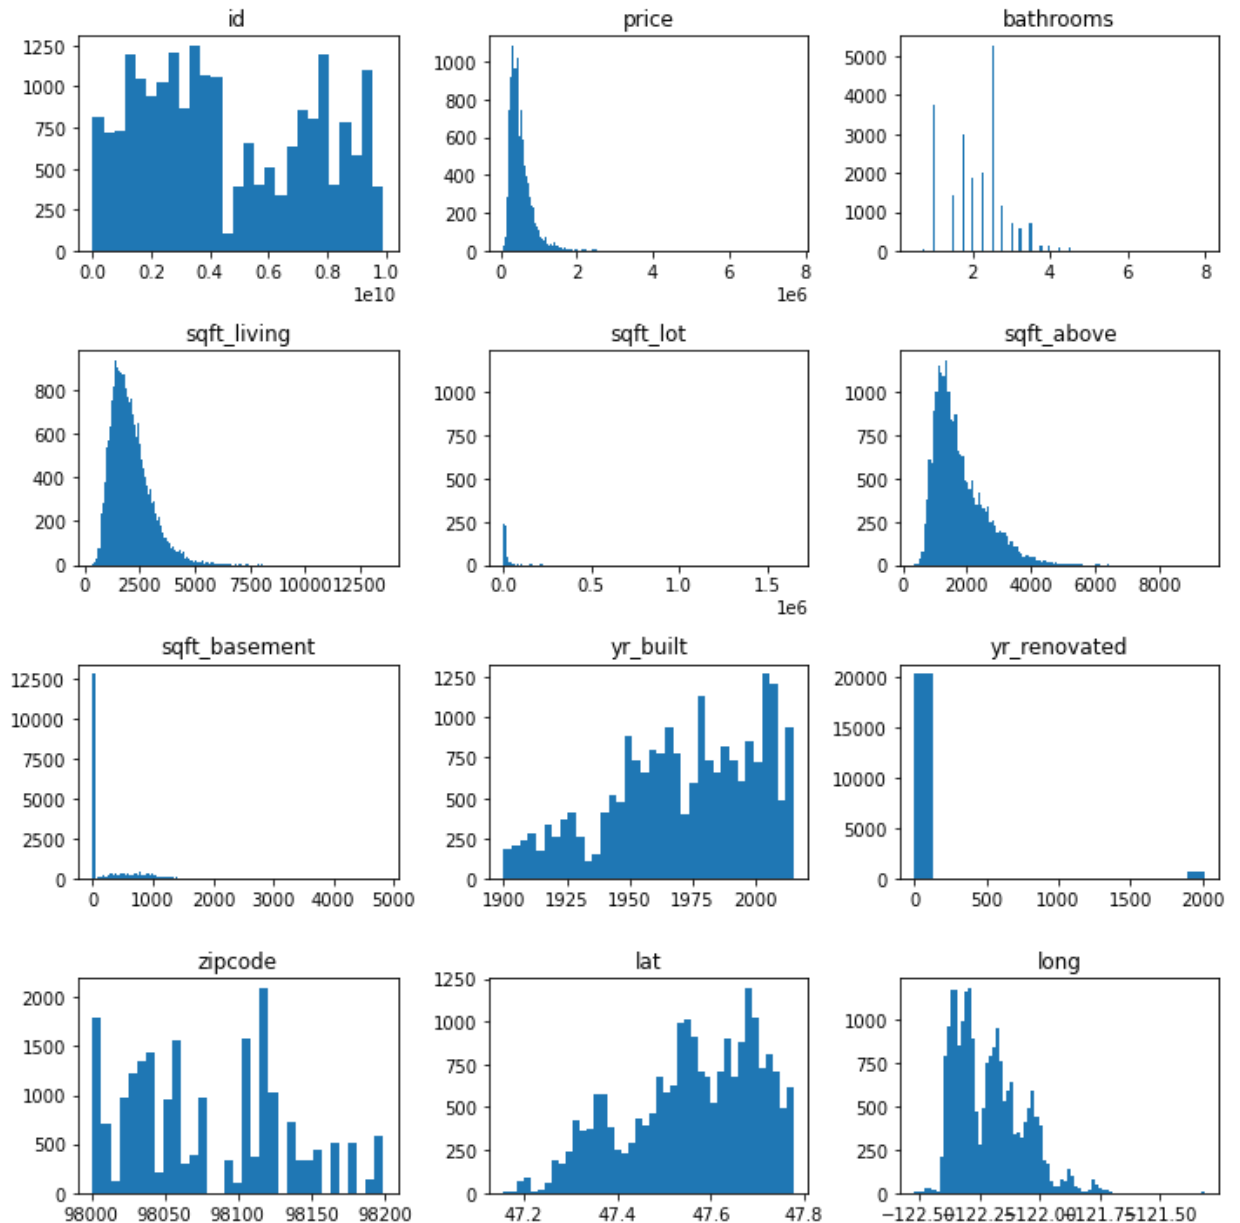 id
price
bathrooms
1250
1000
750
500
250
0
0.0 0.2 0.4 0.6 0.8 1.0
1e10
1000
800
600
400
200
0
0 2 4 6 8
1e6
5000
4000
3000
2000
1000
0
2 4 6 8
sqft_living
sqft_lot
sqft_above
800
600
400
200
0
0 2500 5000 7500 10000 12500
1000
750
500
250
0
0.0 0.5 1.0 1.5
1e6
1000
750
500
250
0
0 2000 4000 6000 8000
sqft_basement
yr_built
yr_renovated
12500
10000
7500
5000
2500
0
0 1000 2000 3000 4000 5000
1250
1000
750
500
250
0
1900 1925 1950 1975 2000
20000
15000
10000
5000
0
0 500 1000 1500 2000
zipcode
lat
long
2000
1500
1000
500
0
98000 98050 98100 98150 98200
1250
1000
750
500
250
0
47.2 47.4 47.6 47.8
1000
750
500
250
0
−122.50 −122.25 −122.00 −121.75 −121.50